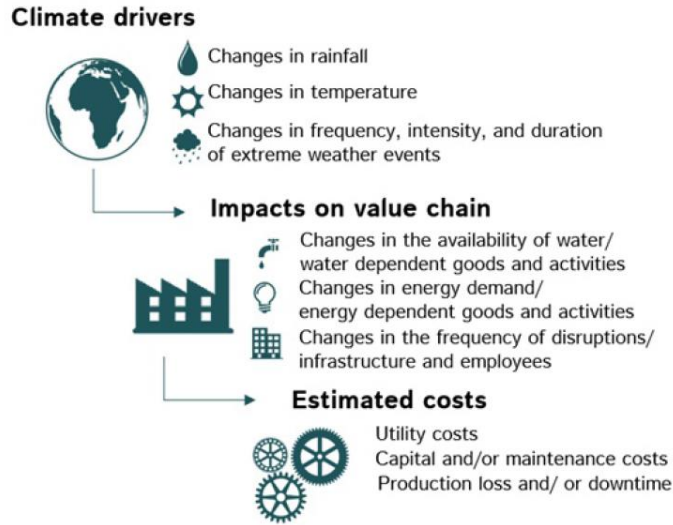 Climate drivers
Changes in rainfall
Changes in temperature
Changes in frequency, intensity, and duration
of extreme weather events
Impacts on value chain
Changes in the availability of water/
water dependent goods and activities
Changes in energy demand/
energy dependent goods and activities
Changes in the frequency of disruptions/
infrastructure and employees
Estimated costs
Utility costs
Capital and/or maintenance costs
Production loss and/ or downtime